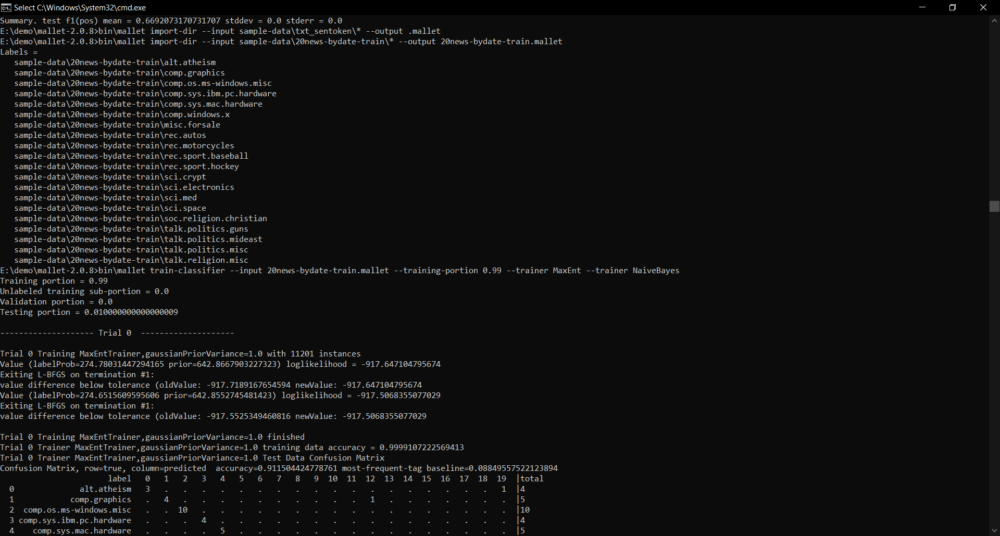 Select C:\Windows\System32\cmd.exe
Summary. test f1(pos) mean = 0.6692073170731707 stddev = 0.0 stderr = 0.0
E:\demo\mallet-2.0.8>bin\mallet import-dir --input sample-data\txt_sentoken\* --output .mallet
E:\demo\mallet-2.0.8>bin\mallet import-dir --input sample-data\20news-bydate-train\* --output 20news-bydate-train.mallet
Labels =
   sample-data\20news-bydate-train\alt.atheism
   sample-data\20news-bydate-train\comp.graphics
   sample-data\20news-bydate-train\comp.os.ms-windows.misc
   sample-data\20news-bydate-train\comp.sys.ibm.pc.hardware
   sample-data\20news-bydate-train\comp.sys.mac.hardware
   sample-data\20news-bydate-train\comp.windows.x
   sample-data\20news-bydate-train\misc.forsale
   sample-data\20news-bydate-train\rec.autos
   sample-data\20news-bydate-train\rec.motorcycles
   sample-data\20news-bydate-train\rec.sport.baseball
   sample-data\20news-bydate-train\rec.sport.hockey
   sample-data\20news-bydate-train\sci.crypt
   sample-data\20news-bydate-train\sci.electronics
   sample-data\20news-bydate-train\sci.med
   sample-data\20news-bydate-train\sci.space
   sample-data\20news-bydate-train\soc.religion.christian
   sample-data\20news-bydate-train\talk.politics.guns
   sample-data\20news-bydate-train\talk.politics.mideast
   sample-data\20news-bydate-train\talk.politics.misc
   sample-data\20news-bydate-train\talk.religion.misc
E:\demo\mallet-2.0.8>bin\mallet train-classifier --input 20news-bydate-train.mallet --training-portion 0.99 --trainer MaxEnt --trainer NaiveBayes
Training portion = 0.99
Unlabeled training sub-portion = 0.0
Validation portion = 0.0
Testing portion = 0.010000000000000009
-------------------- Trial 0  --------------------
Trial 0 Training MaxEntTrainer,gaussianPriorVariance=1.0 with 11201 instances
Value (labelProb=274.78031447294165 prior=642.8667903227323) loglikelihood = -917.647104795674
Exiting L-BFGS on termination #1:
value difference below tolerance (oldValue: -917.7189167654594 newValue: -917.647104795674
Value (labelProb=274.6515609595606 prior=642.8552745481423) loglikelihood = -917.5068355077029
Exiting L-BFGS on termination #1:
value difference below tolerance (oldValue: -917.5525349460816 newValue: -917.5068355077029
Trial 0 Training MaxEntTrainer,gaussianPriorVariance=1.0 finished
Trial 0 Trainer MaxEntTrainer,gaussianPriorVariance=1.0 training data accuracy = 0.9999107222569413
Trial 0 Trainer MaxEntTrainer,gaussianPriorVariance=1.0 Test Data Confusion Matrix
Confusion Matrix, row=true, column=predicted  accuracy=0.911504424778761 most-frequent-tag baseline=0.08849557522123894
label   0   1   2   3   4   5   6   7   8   9  10  11  12  13  14  15  16  17  18  19  |total
0              alt.atheism   3   .   .   .   .   .   .   .   .   .   .   .   .   .   .   .   .   .   .   1  |4
1            comp.graphics   .   4   .   .   .   .   .   .   .   .   .   .   1   .   .   .   .   .   .   .  |5
2  comp.os.ms-windows.misc   .   .  10   .   .   .   .   .   .   .   .   .   .   .   .   .   .   .   .   .  |10
3 comp.sys.ibm.pc.hardware   .   .   .   4   .   .   .   .   .   .   .   .   .   .   .   .   .   .   .   .  |4
4    comp.sys.mac.hardware   .   .   .   .   5   .   .   .   .   .   .   .   .   .   .   .   .   .   .   .  |5